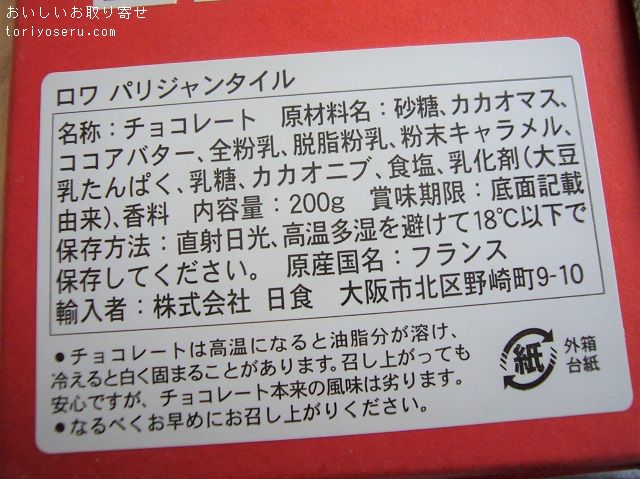 おいしいお取り寄せ
toriyoseru.com
ロワ パリジャンタイル
名称：チョコレート　原材料名：砂糖、カカオマス、
ココアバター、全粉乳、脱脂粉乳、粉末キャラメル、
乳たんぱく、乳糖、カカオニブ、食塩、乳化剤(大豆
由来)、香料　内容量：200g　賞味期限：底面記載
保存方法：直射日光、高温多湿を避けて18℃以下で
保存してください。　原産国名：フランス
輸入者：株式会社 日食　大阪市北区野崎町9-10
●チョコレートは高温になると油脂分が溶け、
冷えると白く固まることがあります。召し上がっても
安心ですが、チョコレート本来の風味は劣ります。
●なるべくお早めにお召し上がりください。
紙
外箱
台紙